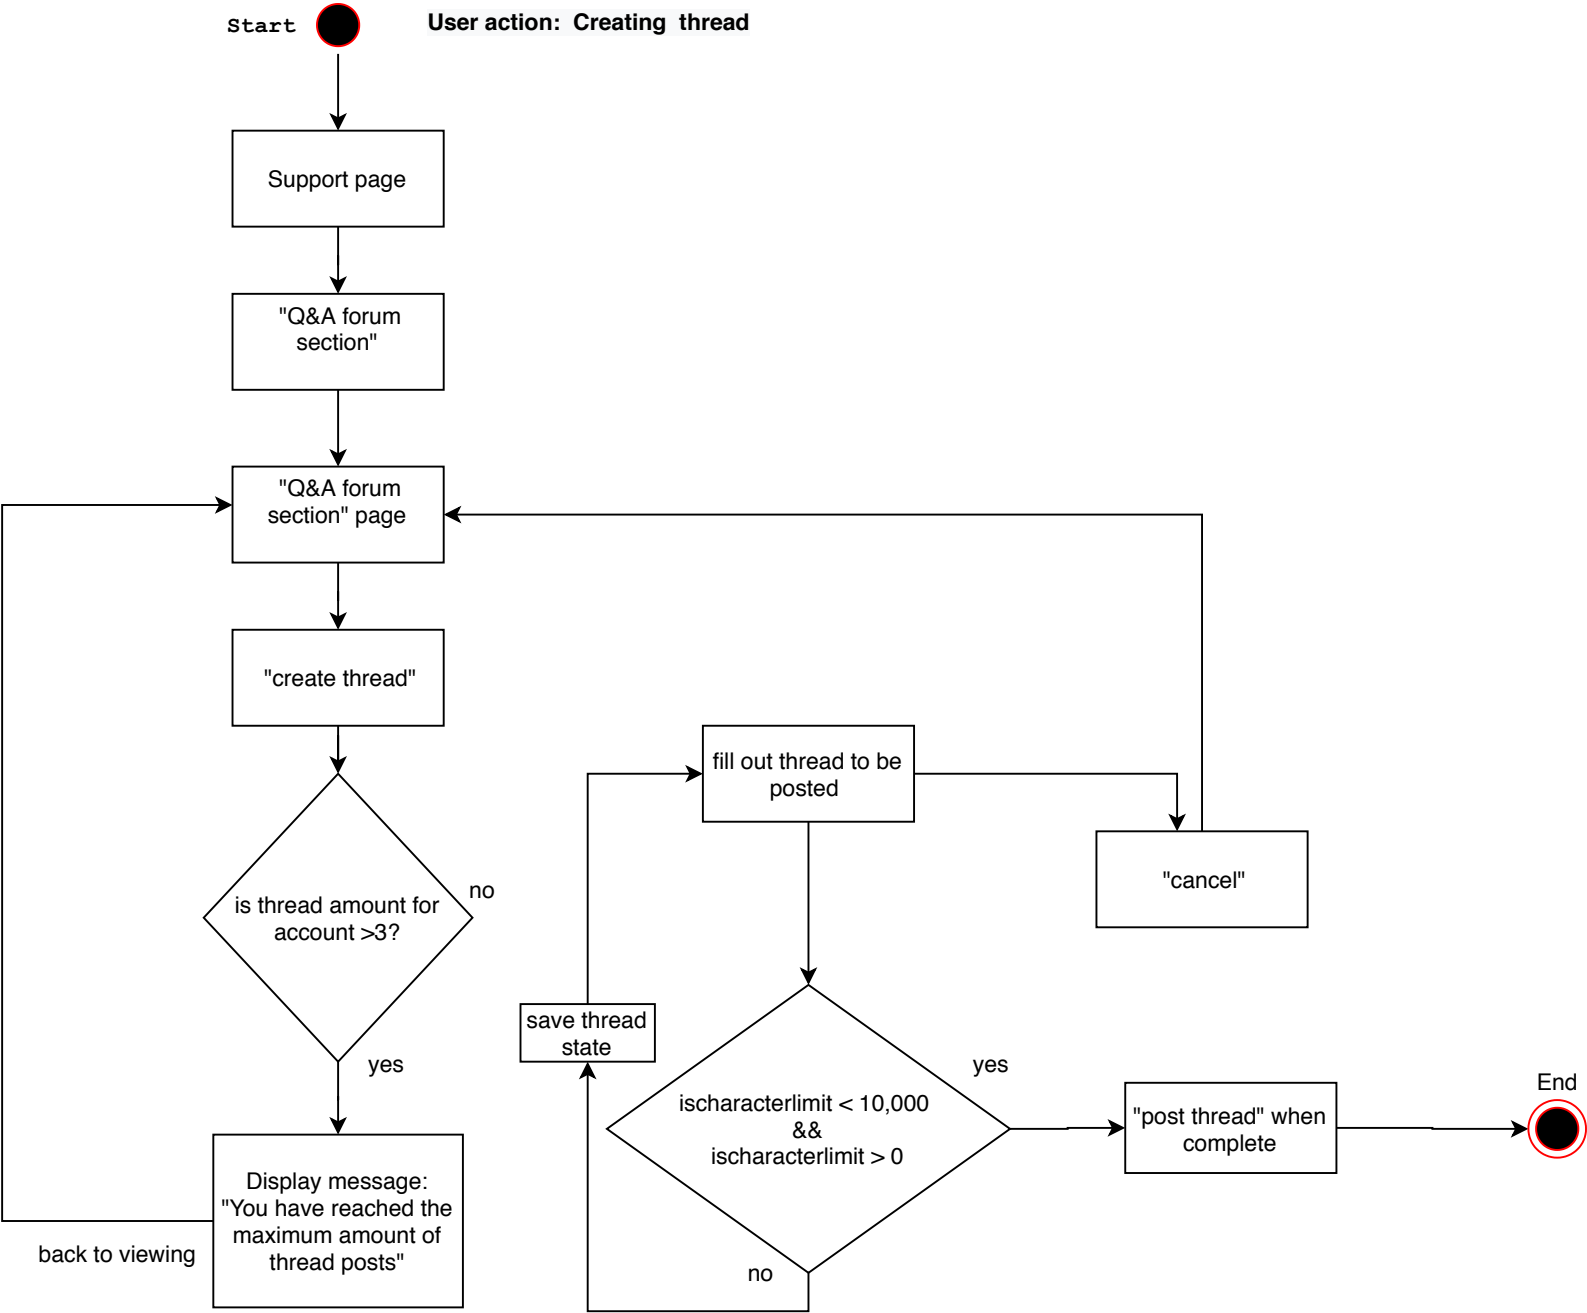 Start
User action:  Creating  thread
Support page
"Q&A forum
section"
"Q&A forum
section" page
"create thread"
is thread amount for
account >3?
no
yes
Display message:
"You have reached the
maximum amount of
thread posts"
back to viewing
fill out thread to be
posted
"cancel"
save thread
state
ischaracterlimit < 10,000
&&
ischaracterlimit > 0
yes
no
"post thread" when
complete
End